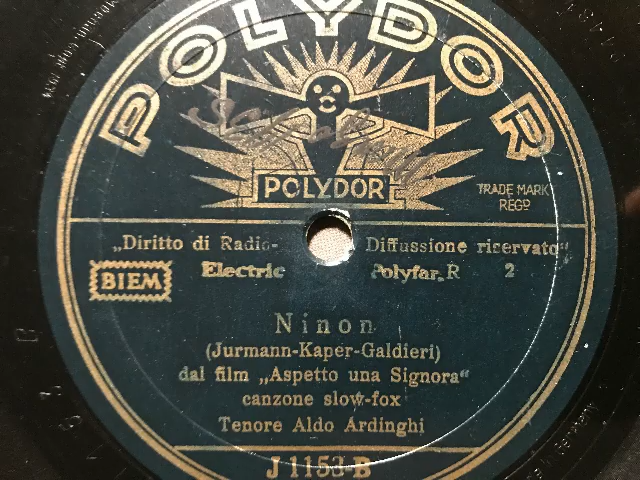 POLYDOR
POLYDOR
TRADE MARK
REGD
„Diritto di Radio- Diffussione riservato"
BIEM Electric Polyfar.R 2
Ninon
(Jurmann-Kaper-Galdieri)
dal film „Aspetto una Signora"
canzone slow-fox
Tenore Aldo Ardinghi
J 1153-B